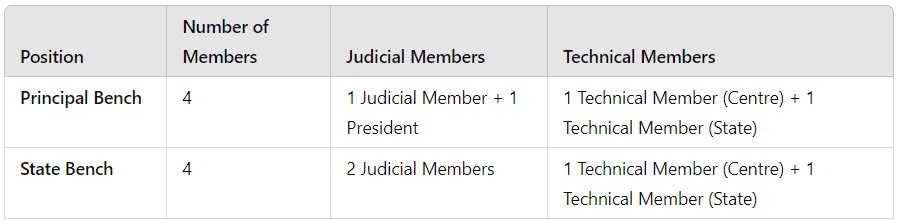 Position
Number of
Members
Judicial Members
Technical Members
Principal Bench
4
1 Judicial Member + 1
President
1 Technical Member (Centre) + 1
Technical Member (State)
State Bench
4
2 Judicial Members
1 Technical Member (Centre) + 1
Technical Member (State)